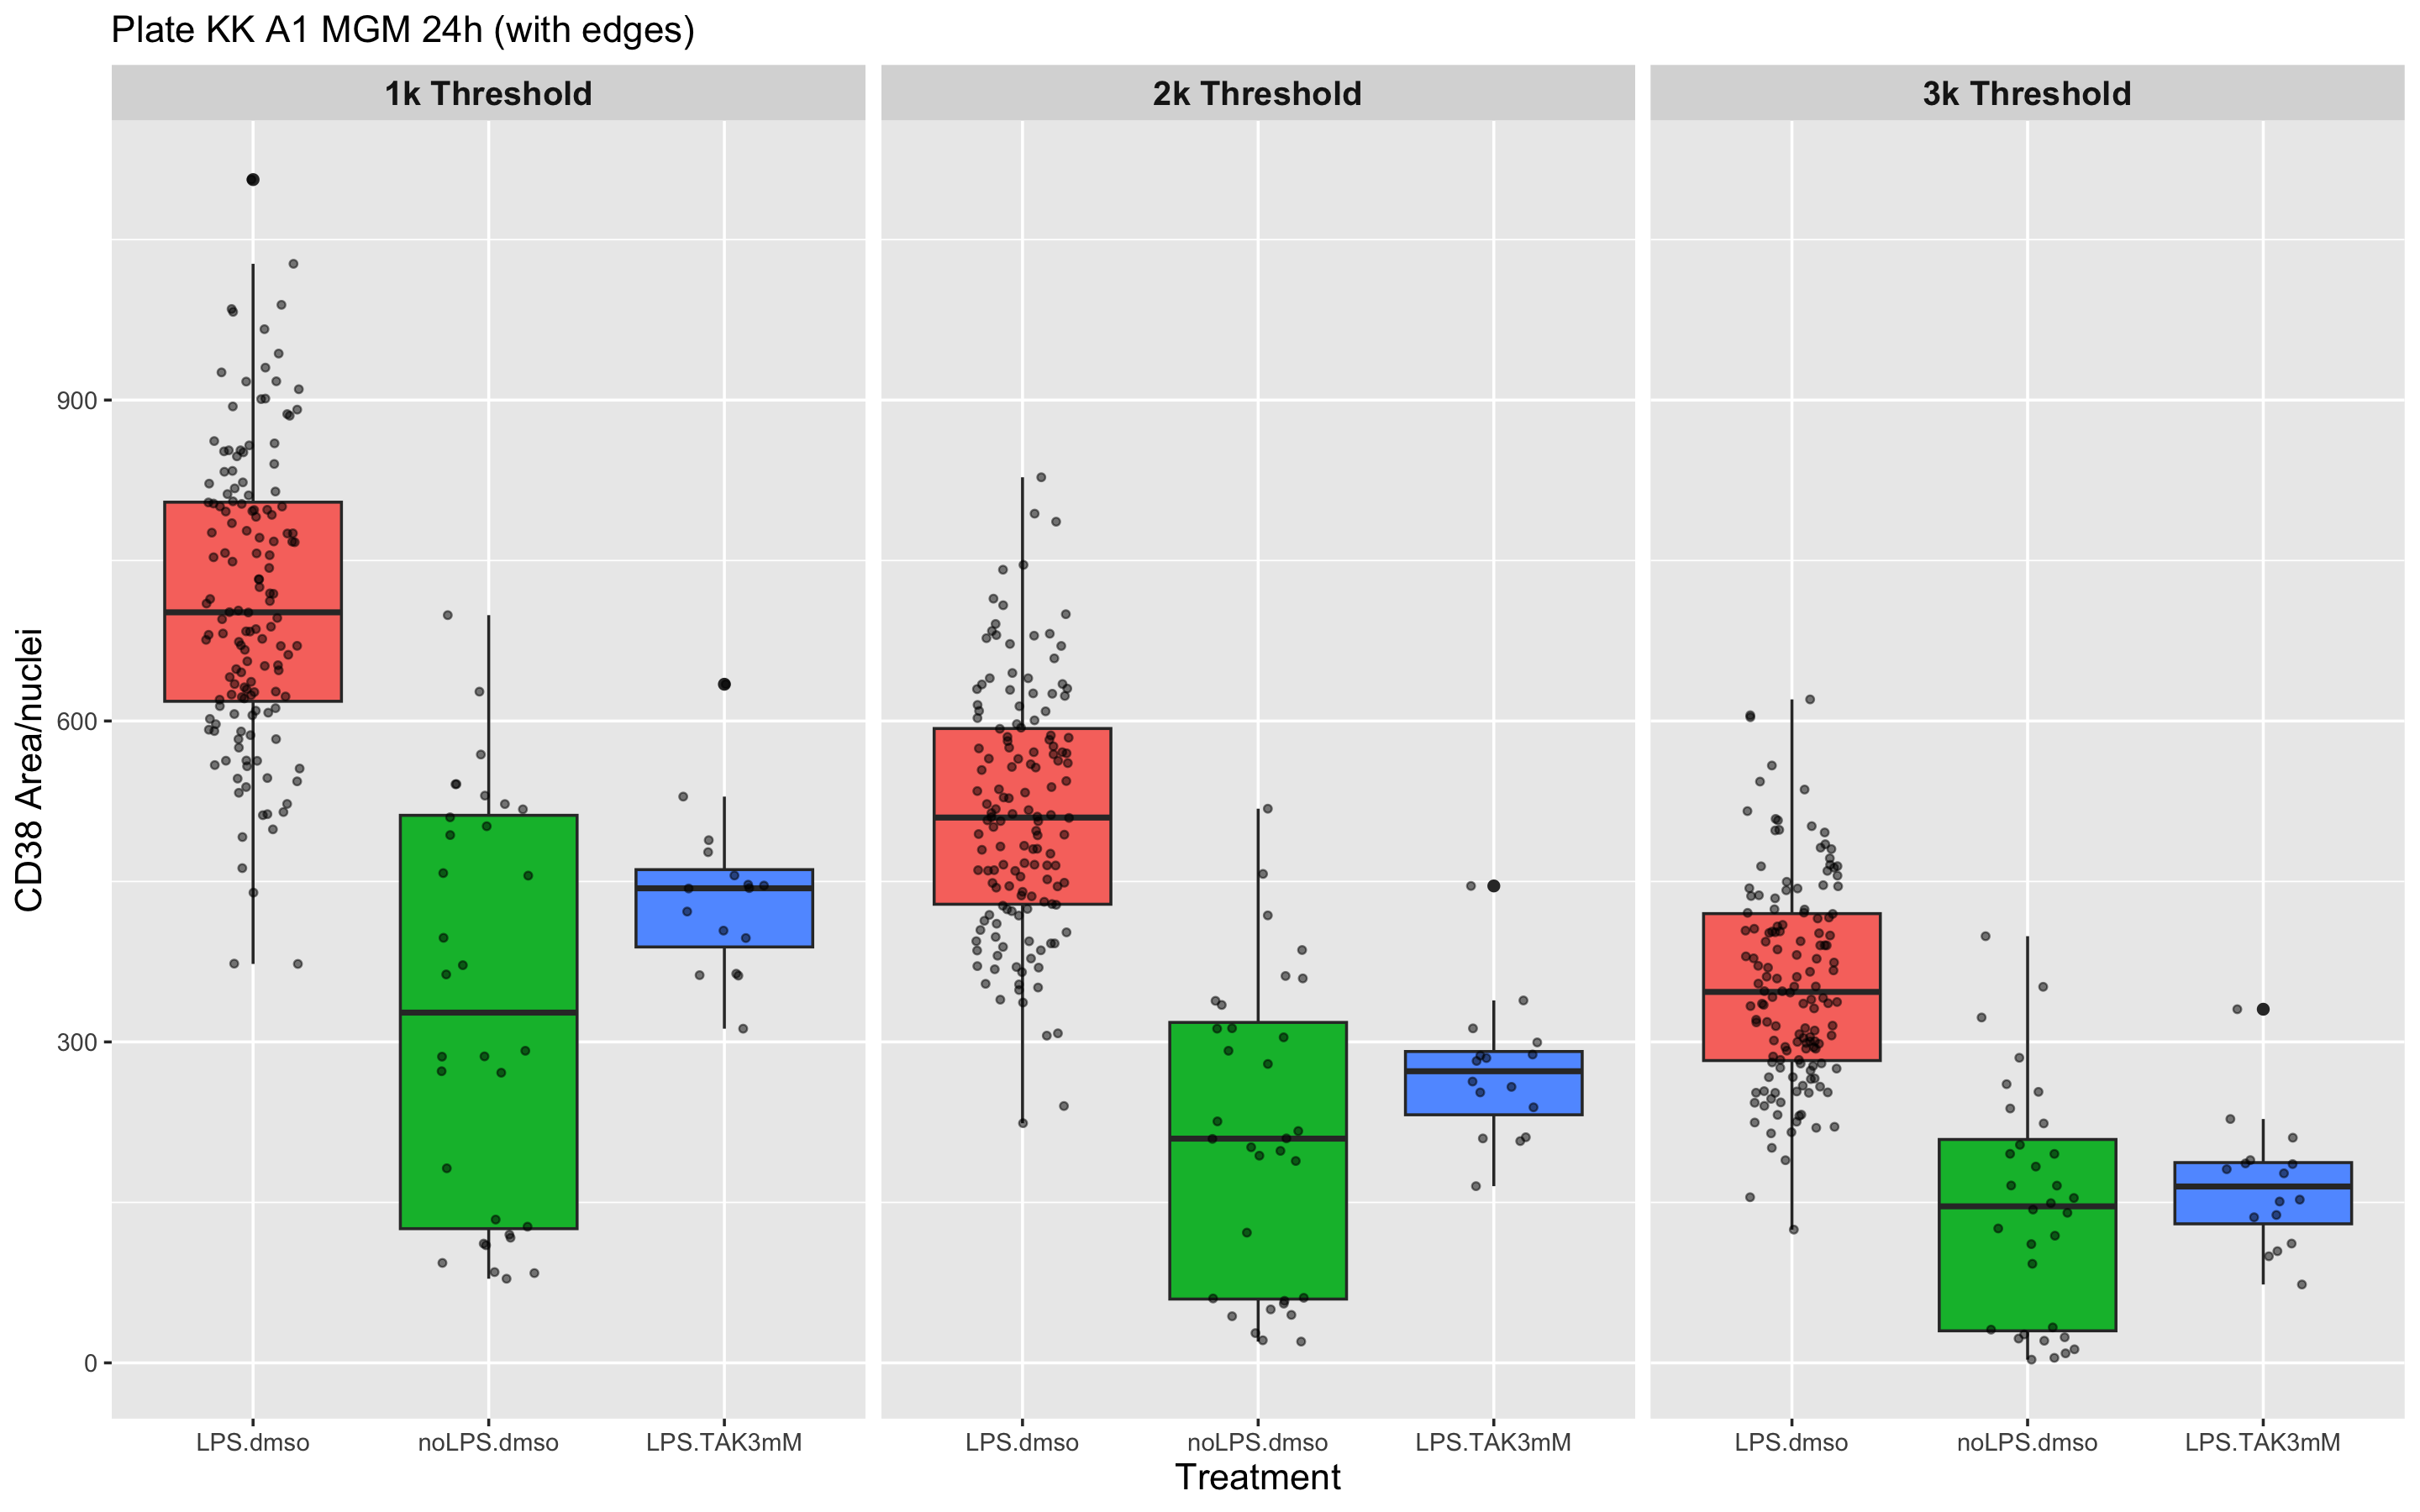 Plate KK A1 MGM 24h (with edges)
1k Threshold
2k Threshold
3k Threshold
CD38 Area/nuclei
900
600
300
0
LPS.dmso
noLPS.dmso
LPS.TAK3mM
LPS.dmso
noLPS.dmso
LPS.TAK3mM
LPS.dmso
noLPS.dmso
LPS.TAK3mM
Treatment